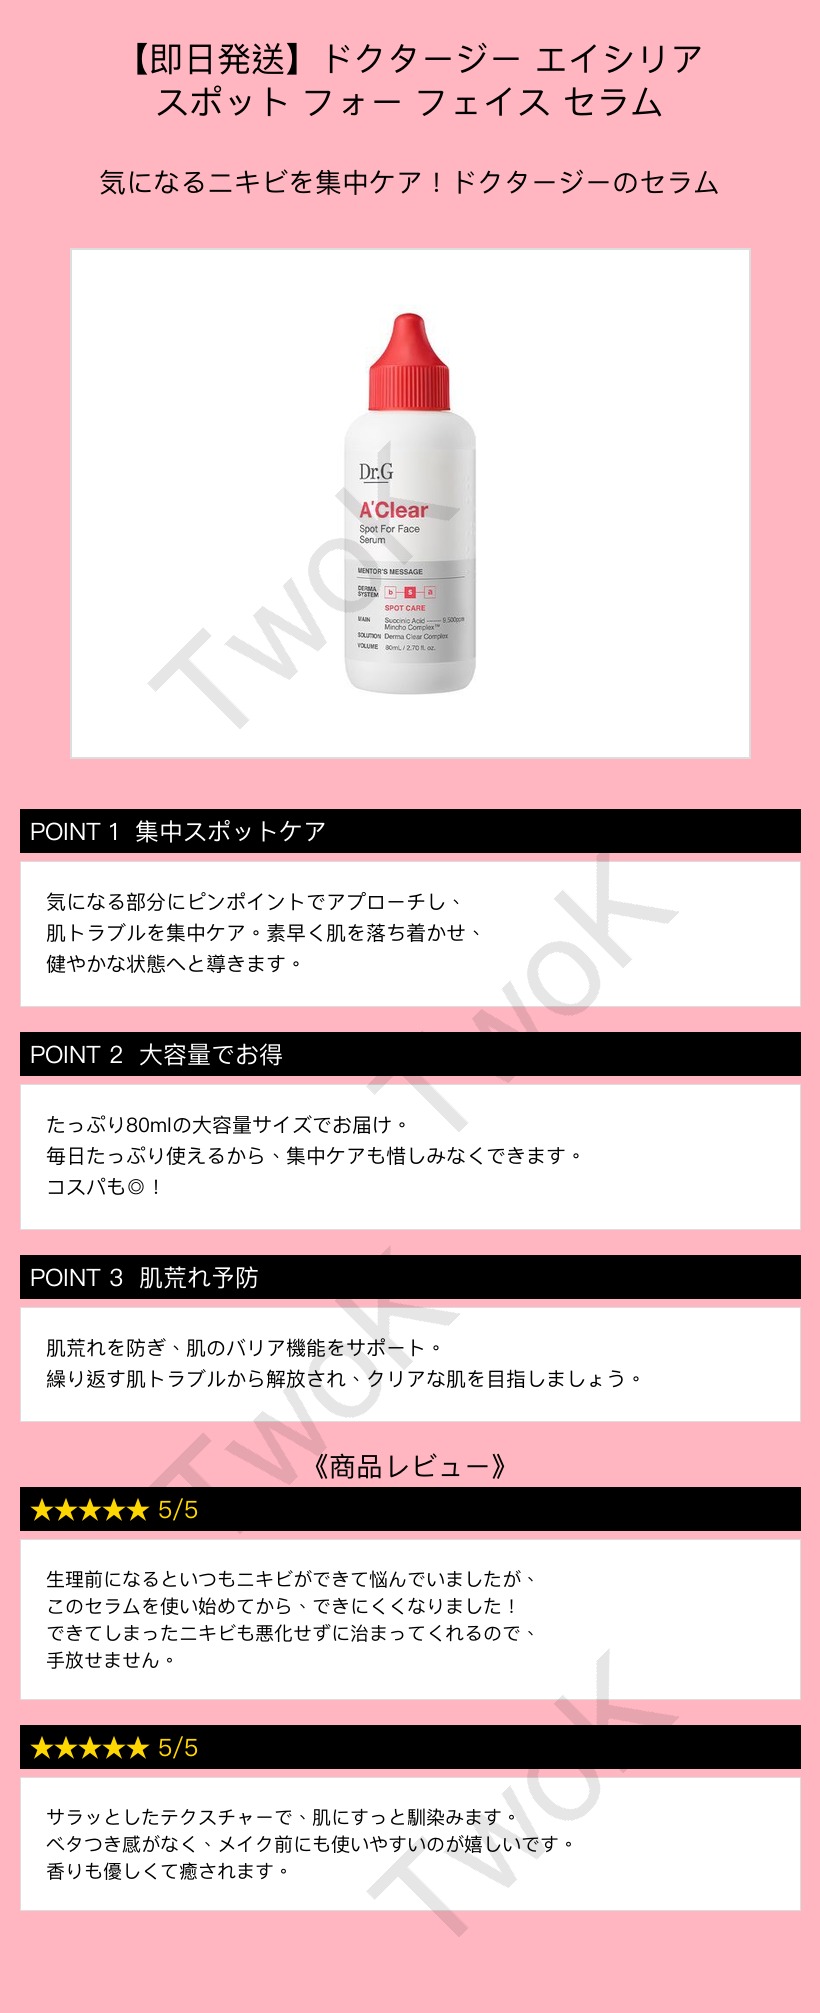 【即日発送】ドクタージー エイシリア
スポット フォー フェイス セラム
気になるニキビを集中ケア！ドクタージーのセラム
Dr.G
A'Clear
Spot For Face
Serum
MENTOR'S MESSAGE
DERMA SYSTEM b s a
SPOT CARE
MAIN Succinic Acid 9,500ppm
Mincho Complex™
SOLUTION Derma Clear Complex
VOLUME 80mL / 2.70 fl. oz.
TwoK
POINT 1 集中スポットケア
気になる部分にピンポイントでアプローチし、
肌トラブルを集中ケア。素早く肌を落ち着かせ、
健やかな状態へと導きます。
TwoK
POINT 2 大容量でお得
たっぷり80mlの大容量サイズでお届け。
毎日たっぷり使えるから、集中ケアも惜しみなくできます。
コスパも◎！
POINT 3 肌荒れ予防
肌荒れを防ぎ、肌のバリア機能をサポート。
繰り返す肌トラブルから解放され、クリアな肌を目指しましょう。
TwoK
《商品レビュー》
★★★★★ 5/5
生理前になるといつもニキビができて悩んでいましたが、
このセラムを使い始めてから、できにくくなりました！
できてしまったニキビも悪化せずに治まってくれるので、
手放せません。
★★★★★ 5/5
サラッとしたテクスチャーで、肌にすっと馴染みます。
ベタつき感がなく、メイク前にも使いやすいのが嬉しいです。
香りも優しくて癒されます。
TwoK